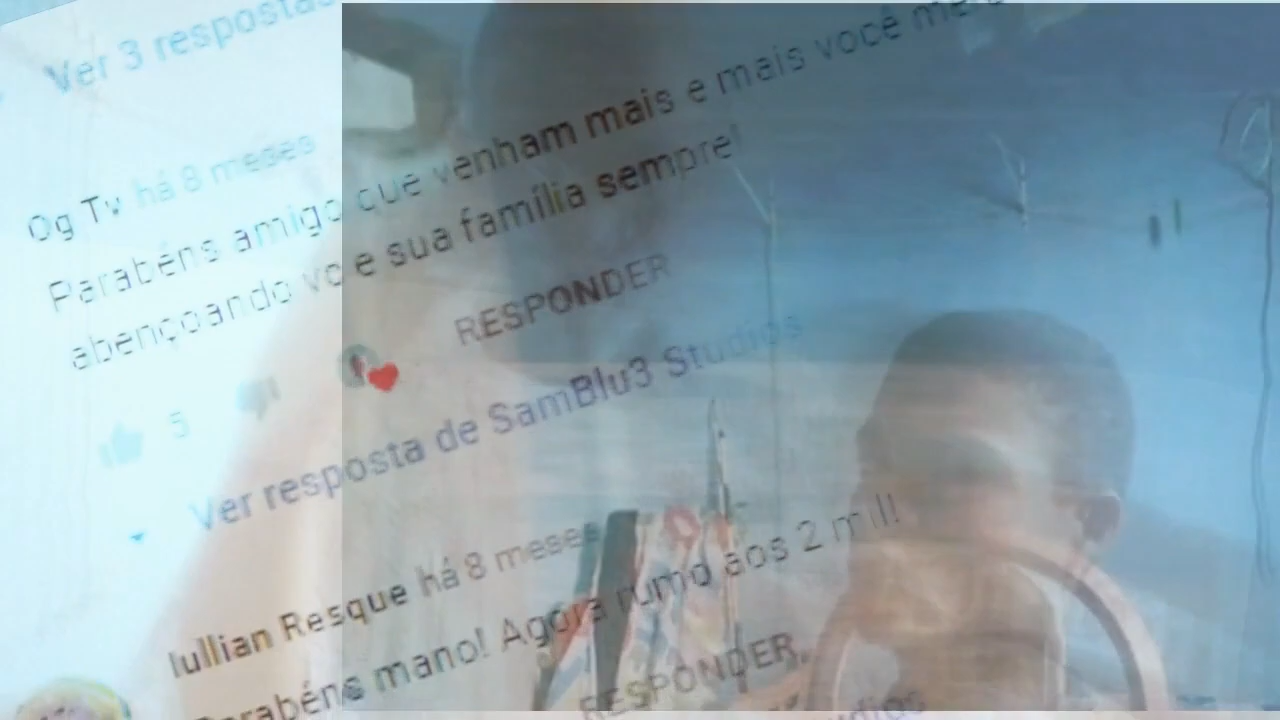 Ver 3 respostas
Og Tv há 8 meses
Parabéns amigo que venham mais e mais você
abençoando vc e sua família sempre!
5 RESPONDER
Ver resposta de SamBlu3 Studios
Iullian Resque há 8 meses
Parabéns mano! Agora rumo aos 2 mil!
RESPONDER